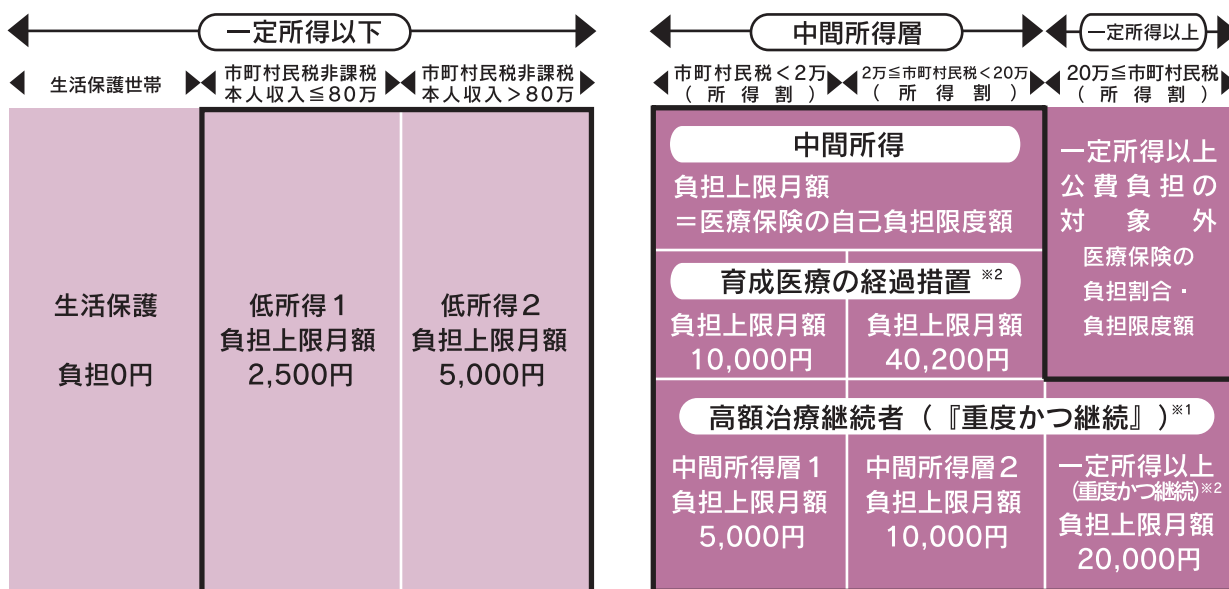 一定所得以下
生活保護世帯
市町村民税非課税
本人収入≦80万
市町村民税非課税
本人収入＞80万
生活保護
負担0円
低所得１
負担上限月額
2,500円
低所得２
負担上限月額
5,000円
中間所得層
一定所得以上
市町村民税＜2万
（所得割）
2万≦市町村民税＜20万
（所得割）
20万≦市町村民税
（所得割）
中間所得
負担上限月額
＝医療保険の自己負担限度額
育成医療の経過措置 ※2
負担上限月額
10,000円
負担上限月額
40,200円
一定所得以上
公費負担の
対象外
医療保険の
負担割合・
負担限度額
高額治療継続者（『重度かつ継続』）※1
中間所得層１
負担上限月額
5,000円
中間所得層２
負担上限月額
10,000円
一定所得以上
（重度かつ継続）※2
負担上限月額
20,000円